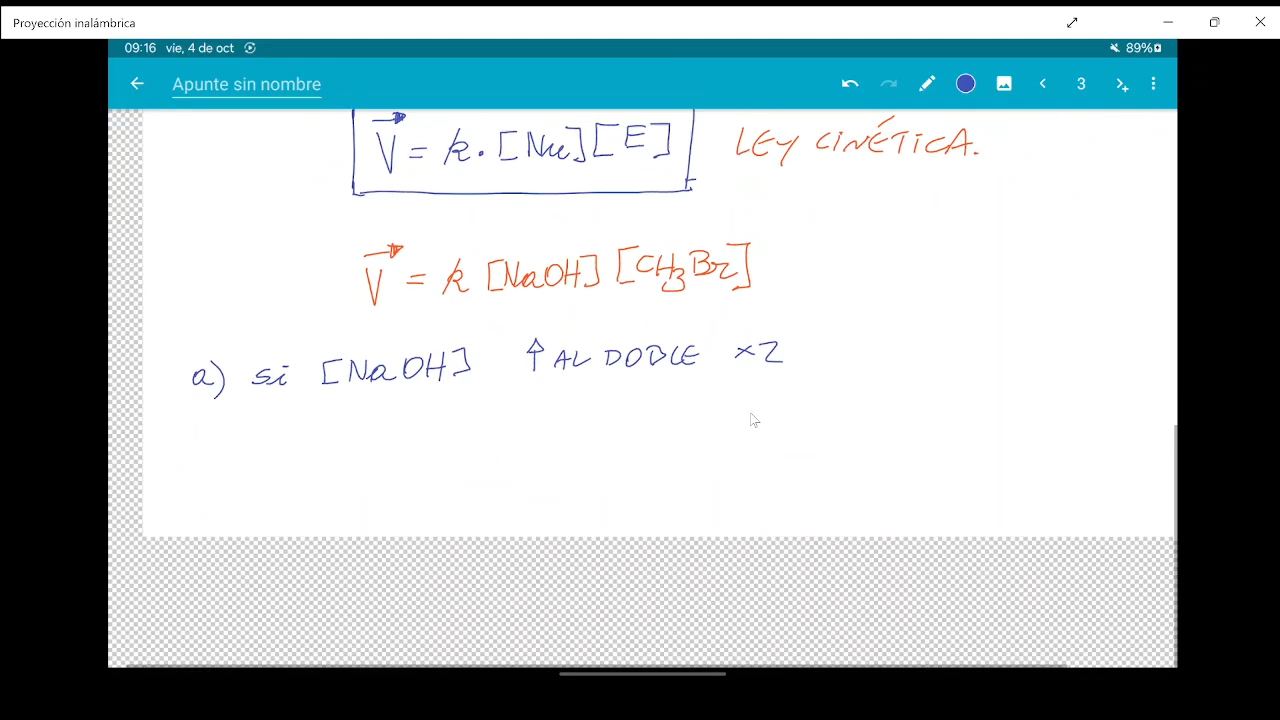 Proyección inalámbrica
09:16 vie, 4 de oct 89%
Apunte sin nombre 3
V = k · [Nu] [E] LEY CINÉTICA.
V = k [NaOH] [CH3Br]
a) si [NaOH] ↑ AL DOBLE ×2